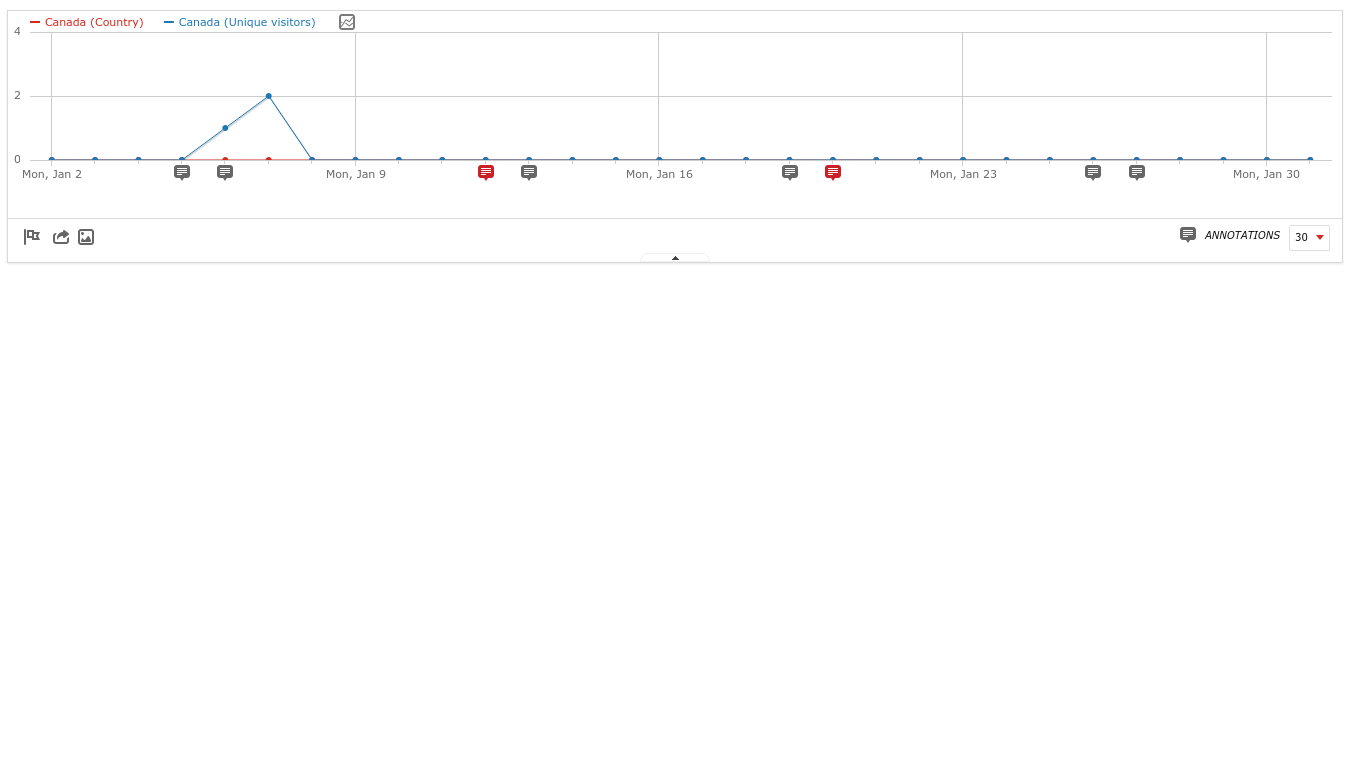 Canada (Country) Canada (Unique visitors)
4
2
0
Mon, Jan 2 Mon, Jan 9 Mon, Jan 16 Mon, Jan 23 Mon, Jan 30
ANNOTATIONS 30